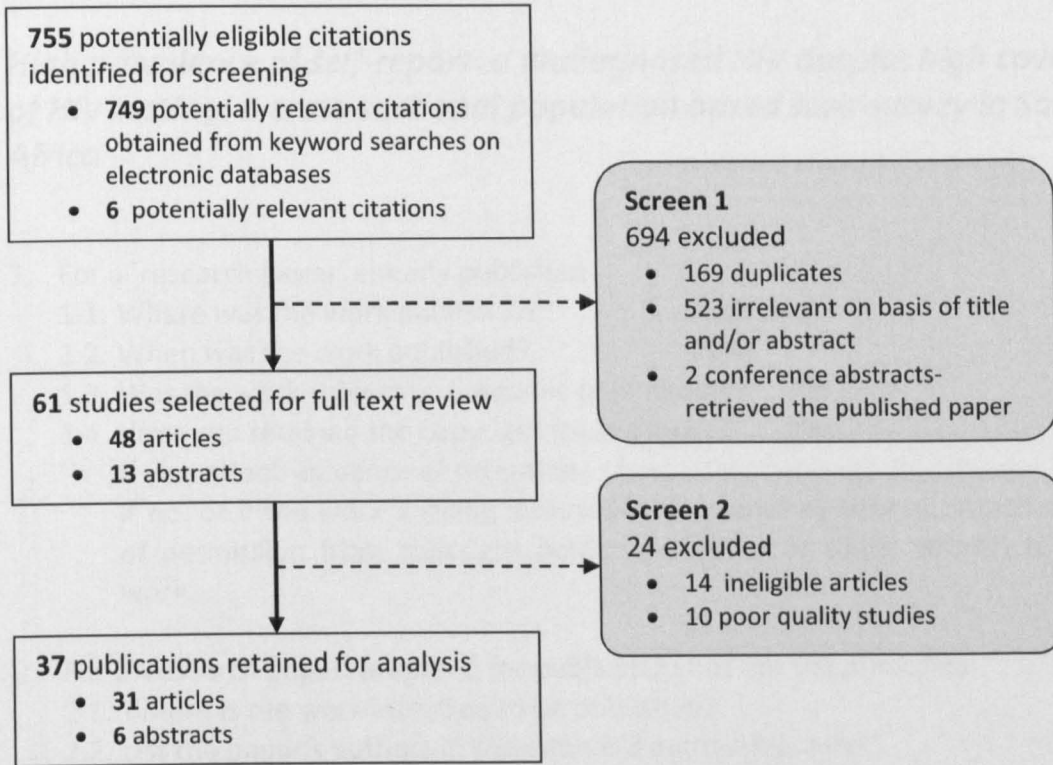 755 potentially eligible citations
identified for screening
• 749 potentially relevant citations
obtained from keyword searches on
electronic databases
• 6 potentially relevant citations
Screen 1
694 excluded
• 169 duplicates
• 523 irrelevant on basis of title
and/or abstract
• 2 conference abstracts-
retrieved the published paper
61 studies selected for full text review
• 48 articles
• 13 abstracts
Screen 2
24 excluded
• 14 ineligible articles
• 10 poor quality studies
37 publications retained for analysis
• 31 articles
• 6 abstracts